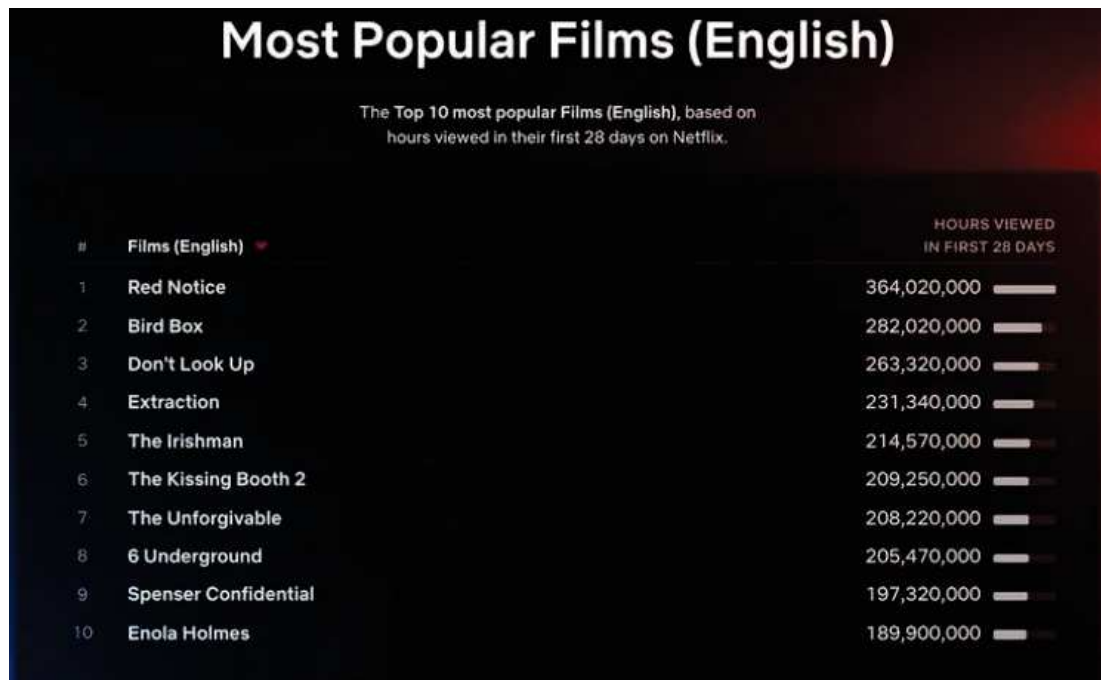 Most Popular Films (English)
The Top 10 most popular Films (English), based on
hours viewed in their first 28 days on Netflix.
HOURS VIEWED
# Films (English) IN FIRST 28 DAYS
1 Red Notice 364,020,000
2 Bird Box 282,020,000
3 Don't Look Up 263,320,000
4 Extraction 231,340,000
5 The Irishman 214,570,000
6 The Kissing Booth 2 209,250,000
7 The Unforgivable 208,220,000
8 6 Underground 205,470,000
9 Spenser Confidential 197,320,000
10 Enola Holmes 189,900,000